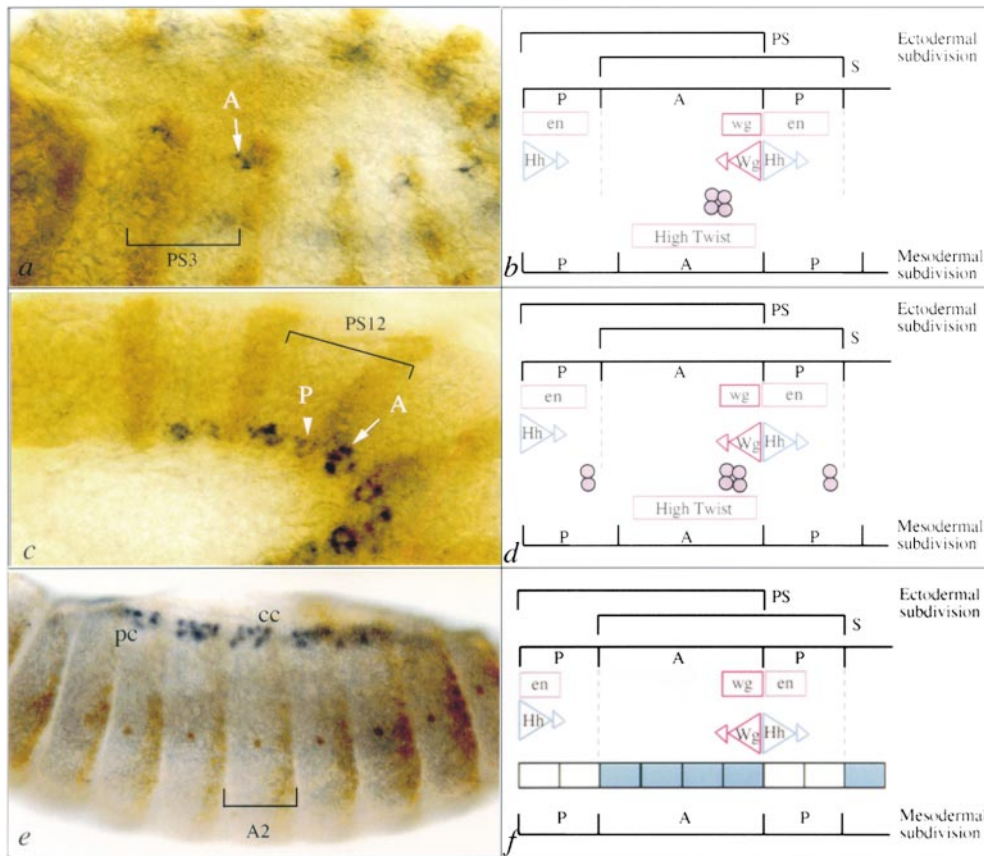 A
PS3
a
PS
Ectodermal
subdivision
S
P A P
en wg en
Hh Wg Hh
High Twist
P A P
Mesodermal
subdivision
b
PS12
P
A
c
PS
Ectodermal
subdivision
S
P A P
en wg en
Hh Wg Hh
High Twist
P A P
Mesodermal
subdivision
d
pc
cc
A2
e
PS
Ectodermal
subdivision
S
P A P
en wg en
Hh Wg Hh
P A P
Mesodermal
subdivision
f